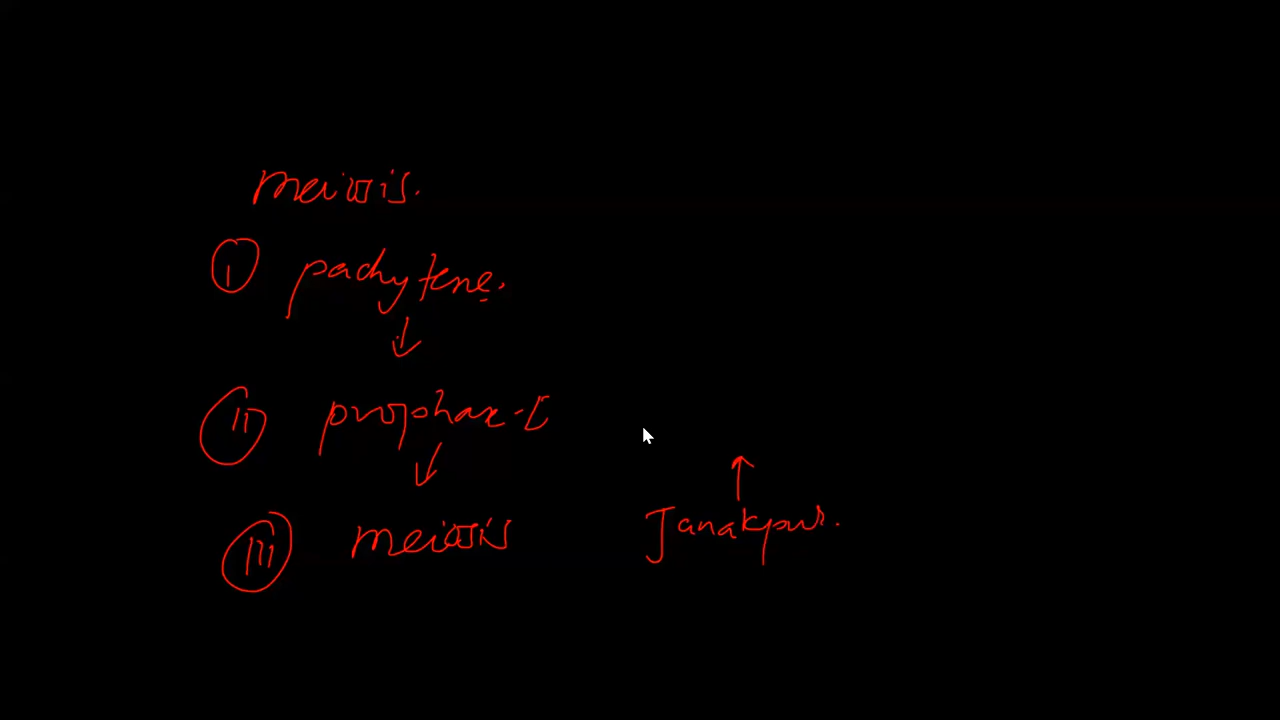 meiosis.
I pachytene.
↓
II prophase-I
↓
III meiosis
↑
Janakpur.